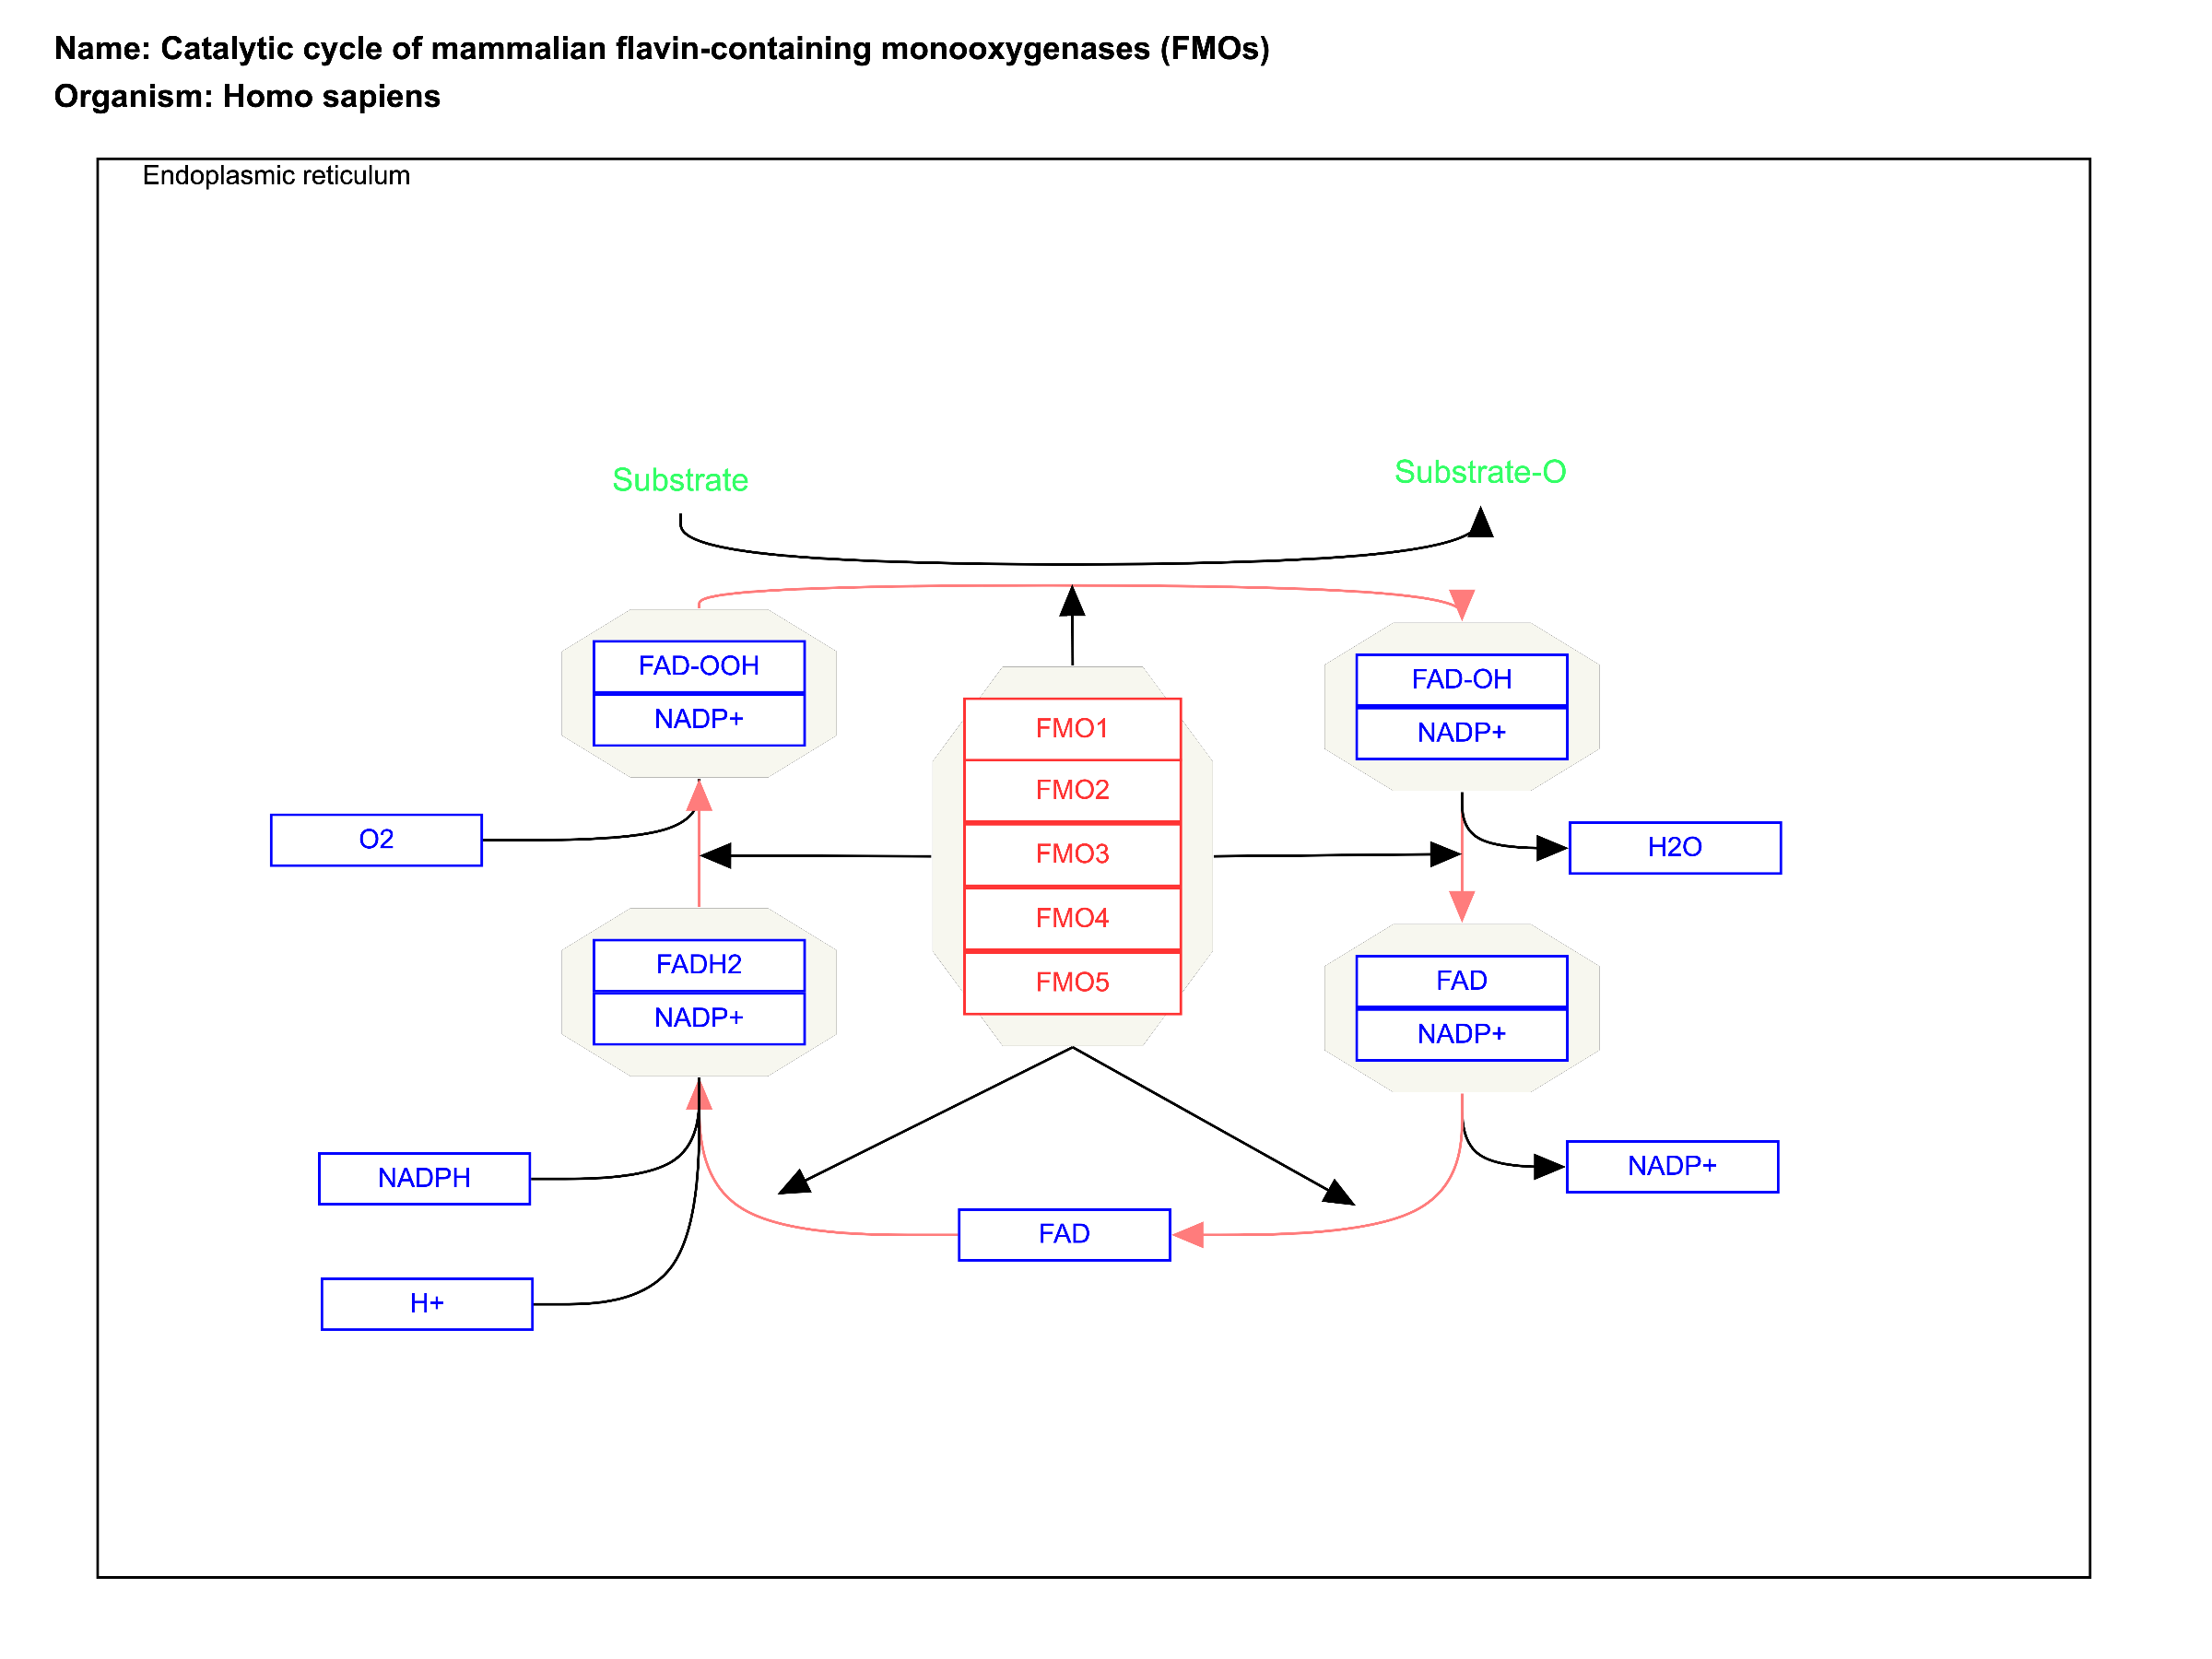 Name: Catalytic cycle of mammalian flavin-containing monooxygenases (FMOs)
Organism: Homo sapiens
Endoplasmic reticulum
Substrate
Substrate-O
FAD-OOH
NADP+
FAD-OH
NADP+
FMO1
FMO2
FMO3
FMO4
FMO5
O2
H2O
FADH2
NADP+
FAD
NADP+
NADPH
NADP+
FAD
H+